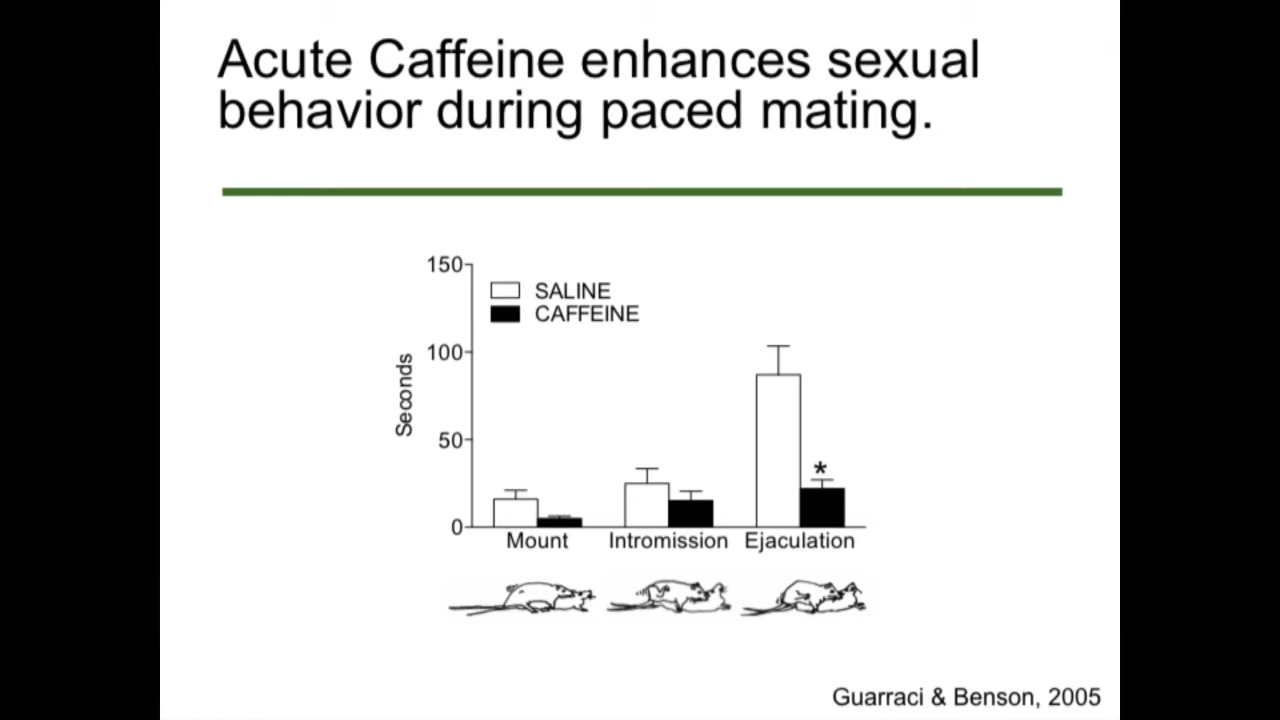 Acute Caffeine enhances sexual
behavior during paced mating.
150
SALINE
CAFFEINE
100
Seconds
50
*
0
Mount Intromission Ejaculation
Guarraci & Benson, 2005